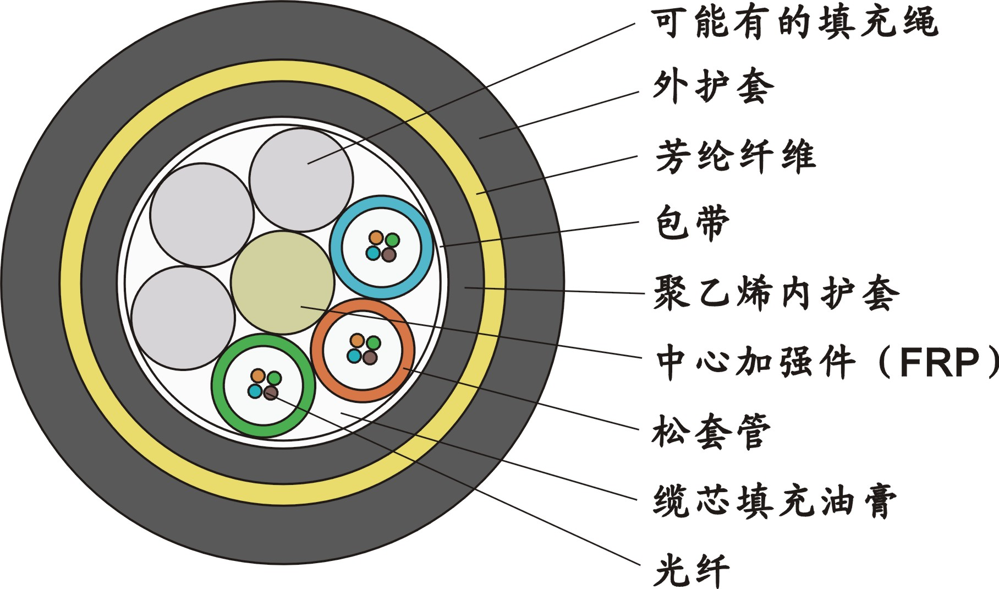 可能有的填充绳
外护套
芳纶纤维
包带
聚乙烯内护套
中心加强件（FRP）
松套管
缆芯填充油膏
光纤